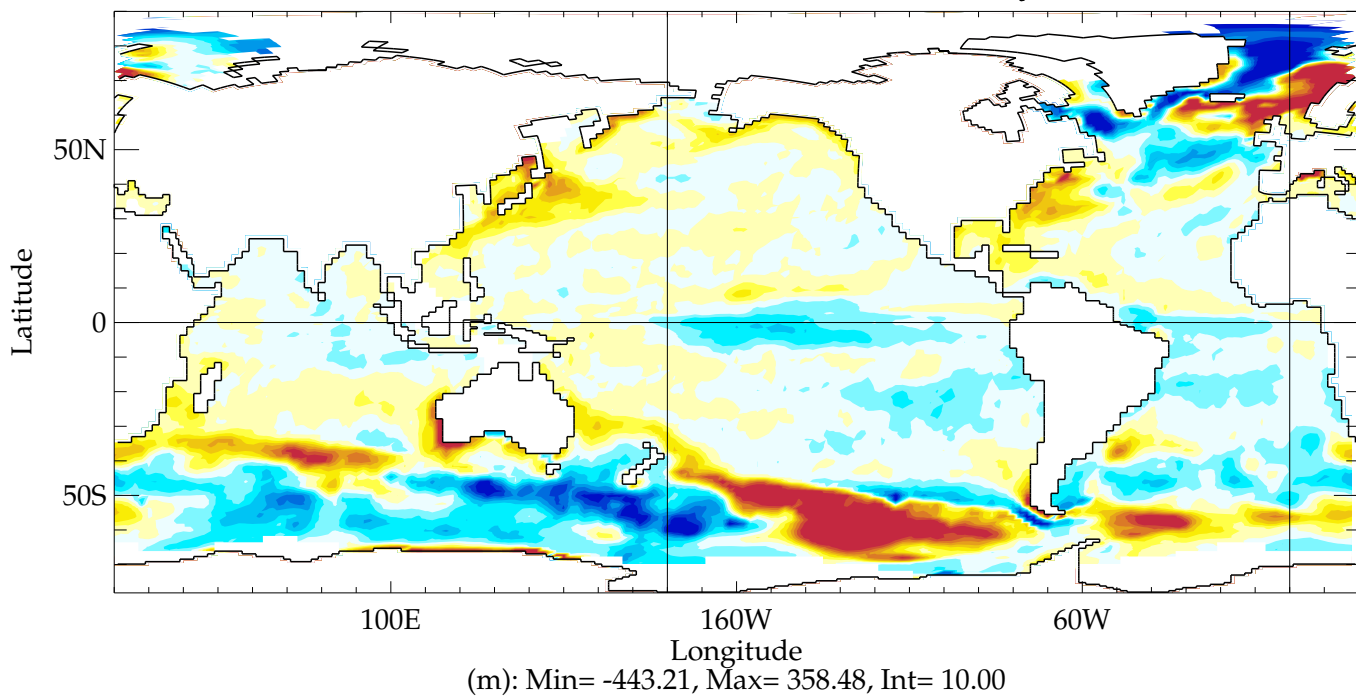 50N
0
50S
Latitude
100E
160W
60W
Longitude
(m): Min= -443.21, Max= 358.48, Int= 10.00